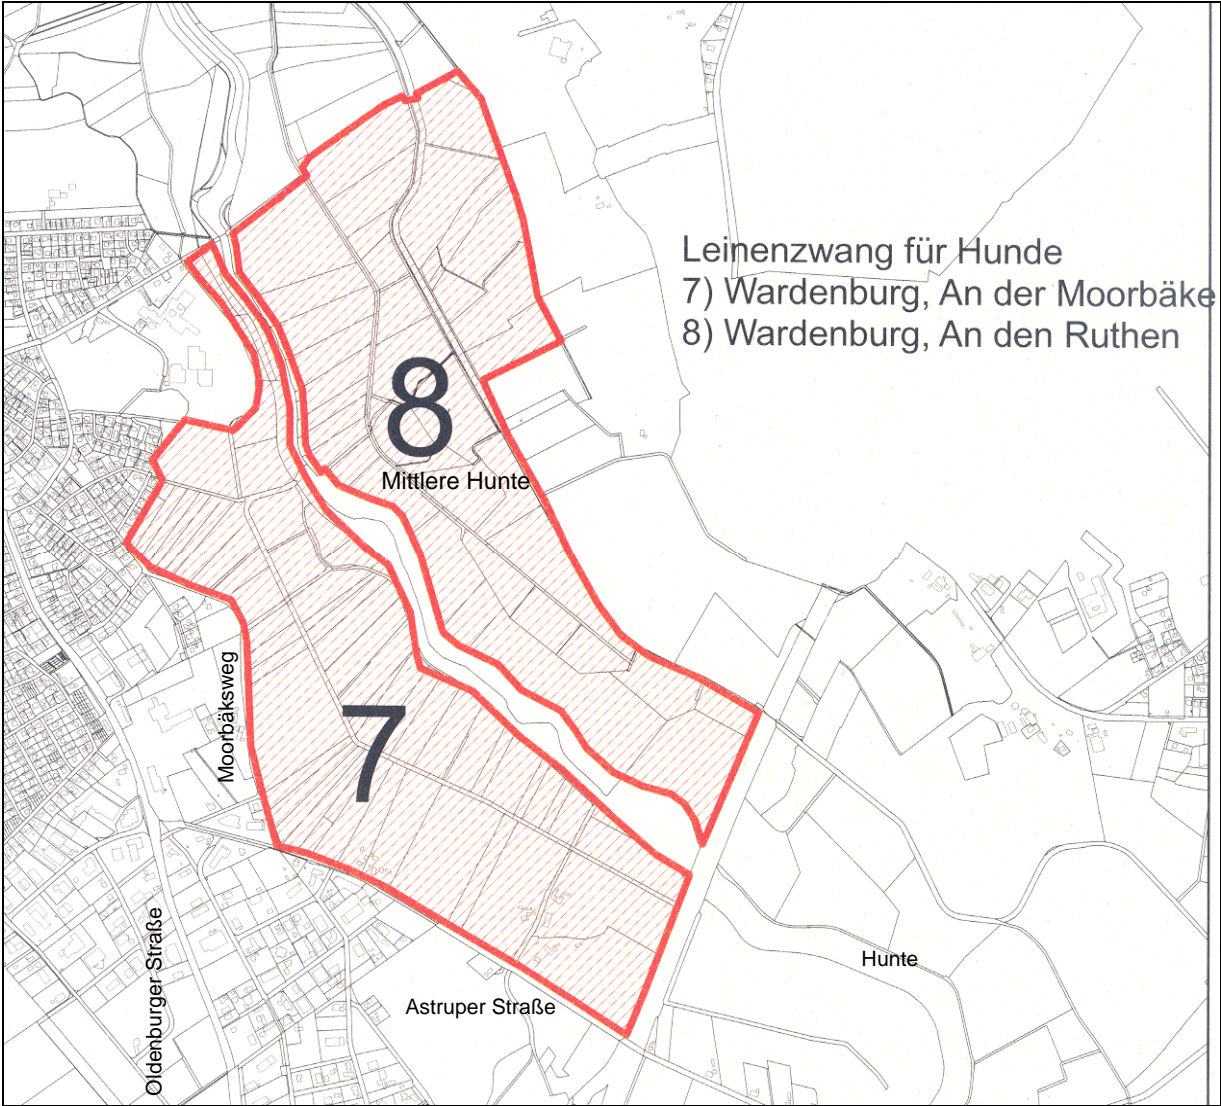 Leinenzwang für Hunde
7) Wardenburg, An der Moorbäke
8) Wardenburg, An den Ruthen
8
Mittlere Hunte
Moorbäksweg
7
Oldenburger Straße
Astruper Straße
Hunte